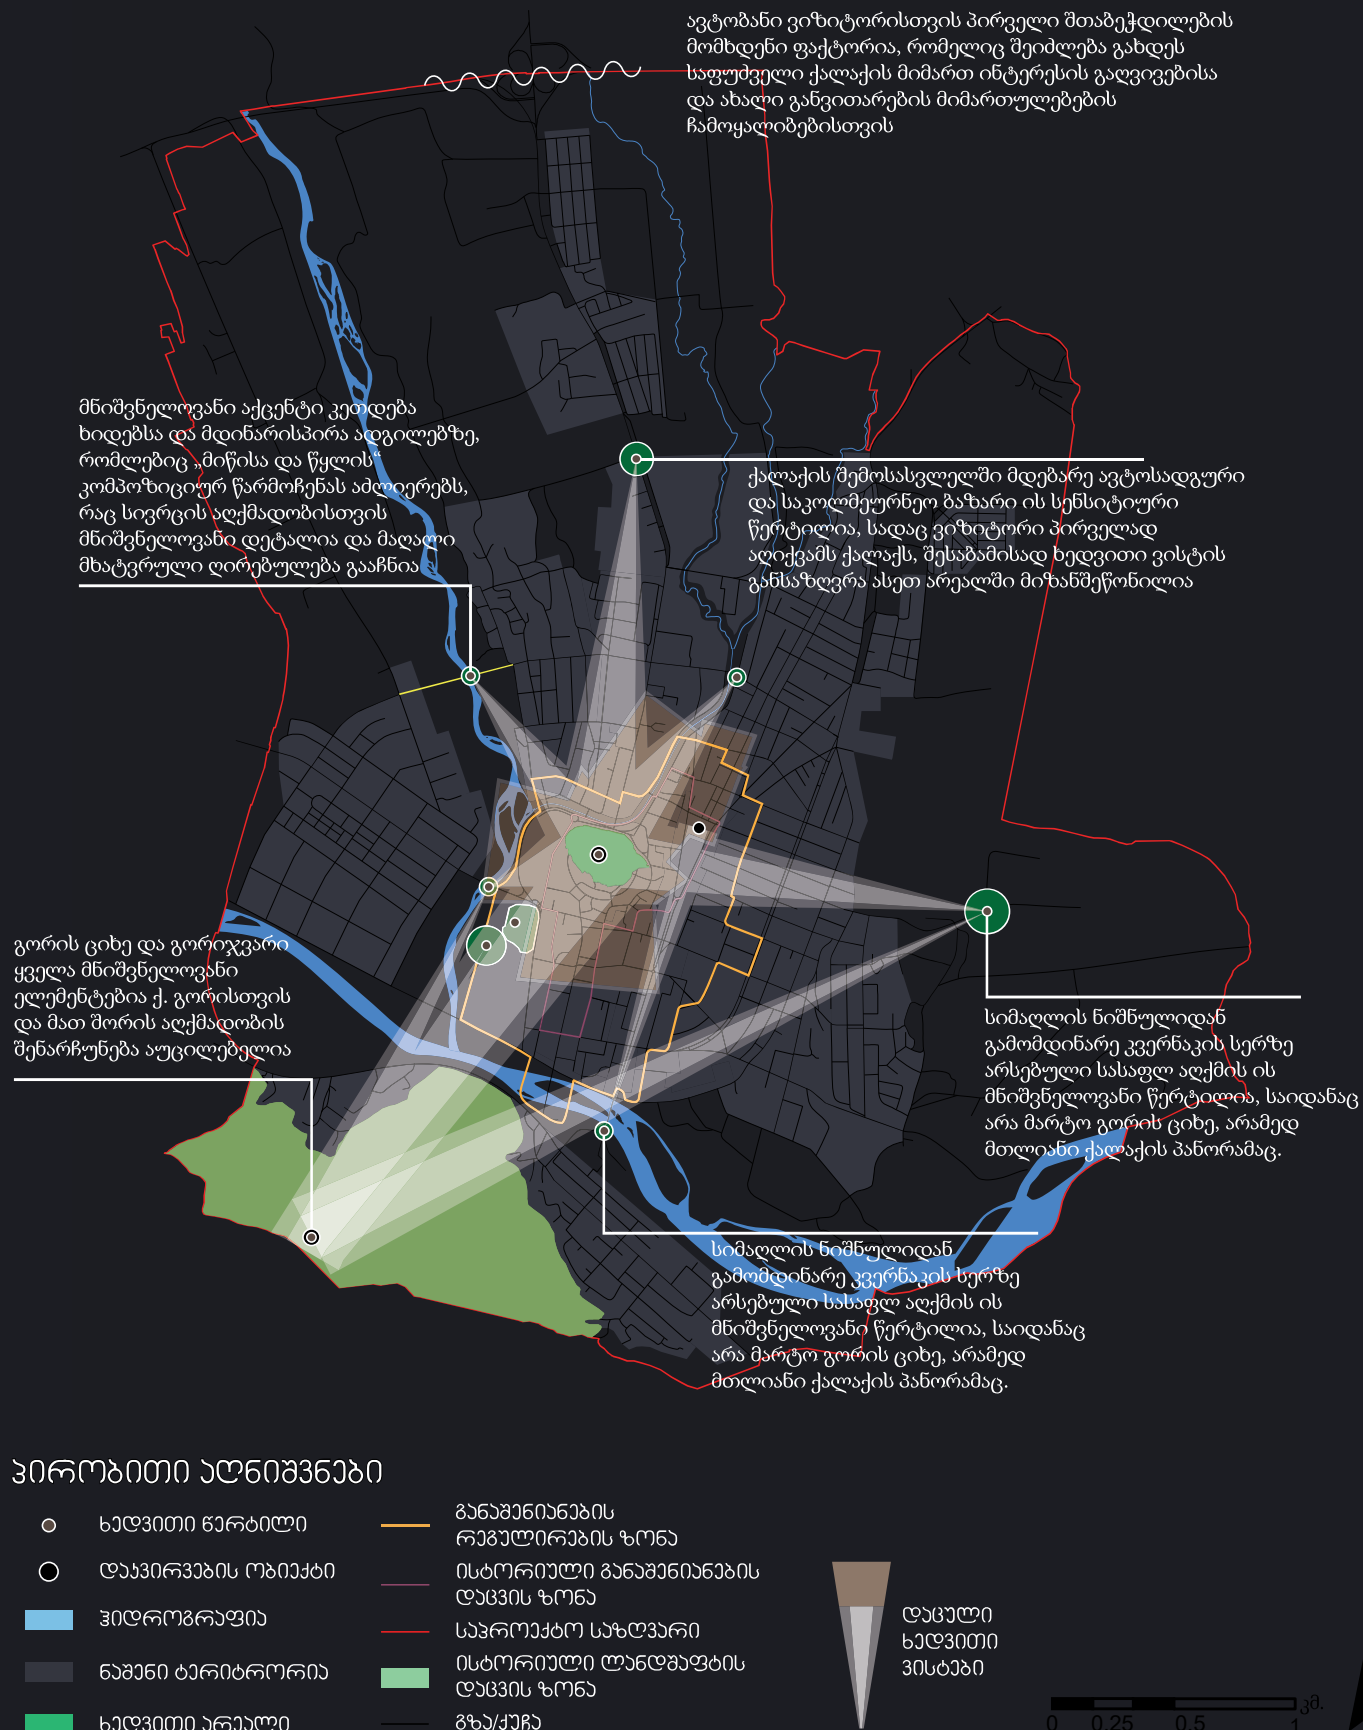 ავტობანი ვიზიტორისთვის პირველი შთაბეჭდილების
მომხდენი ფაქტორია, რომელიც შეიძლება გახდეს
საფუძველი ქალაქის მიმართ ინტერესის გაღვივებისა
და ახალი განვითარების მიმართულებების
ჩამოყალიბებისთვის
მნიშვნელოვანი აქცენტი კეთდება
ხიდებსა და მდინარისპირა ადგილებზე,
რომლებიც „მიწისა და წყლის“
კომპოზიციურ წარმოჩენას აძლიერებს,
რაც სივრცის აღქმადობისთვის
მნიშვნელოვანი დეტალია და მაღალი
მხატვრული ღირებულება გააჩნია
ქალაქის შემოსასვლელში მდებარე ავტოსადგური
და საკოლმეურნეო ბაზარი ის სენსიტიური
წერტილია, სადაც ვიზიტორი პირველად
აღიქვამს ქალაქს, შესაბამისად ხედვითი ვისტის
განსაზღვრა ასეთ არეალში მიზანშეწონილია
გორის ციხე და გორიჯვარი
ყველა მნიშვნელოვანი
ელემენტებია ქ. გორისთვის
და მათ შორის აღქმადობის
შენარჩუნება აუცილებელია
სიმაღლის ნიშნულიდან
გამომდინარე კვერნაკის სერზე
არსებული სასაფლ აღქმის ის
მნიშვნელოვანი წერტილია, საიდანაც
არა მარტო გორის ციხე, არამედ
მთლიანი ქალაქის პანორამაც.
სიმაღლის ნიშნულიდან
გამომდინარე კვერნაკის სერზე
არსებული სასაფლ აღქმის ის
მნიშვნელოვანი წერტილია, საიდანაც
არა მარტო გორის ციხე, არამედ
მთლიანი ქალაქის პანორამაც.
პირობითი აღნიშვნები
ხედვითი წერტილი
დაკვირვების ობიექტი
ჰიდროგრაფია
ნაშენი ტერიტრორია
ხედვითი არეალი
განაშენიანების
რეგულირების ზონა
ისტორიული განაშენიანების
დაცვის ზონა
საპროექტო საზღვარი
ისტორიული ლანდშაფტის
დაცვის ზონა
გზა/ქუჩა
დაცული
ხედვითი
ვისტები
კმ.
0 0.25 0.5 1